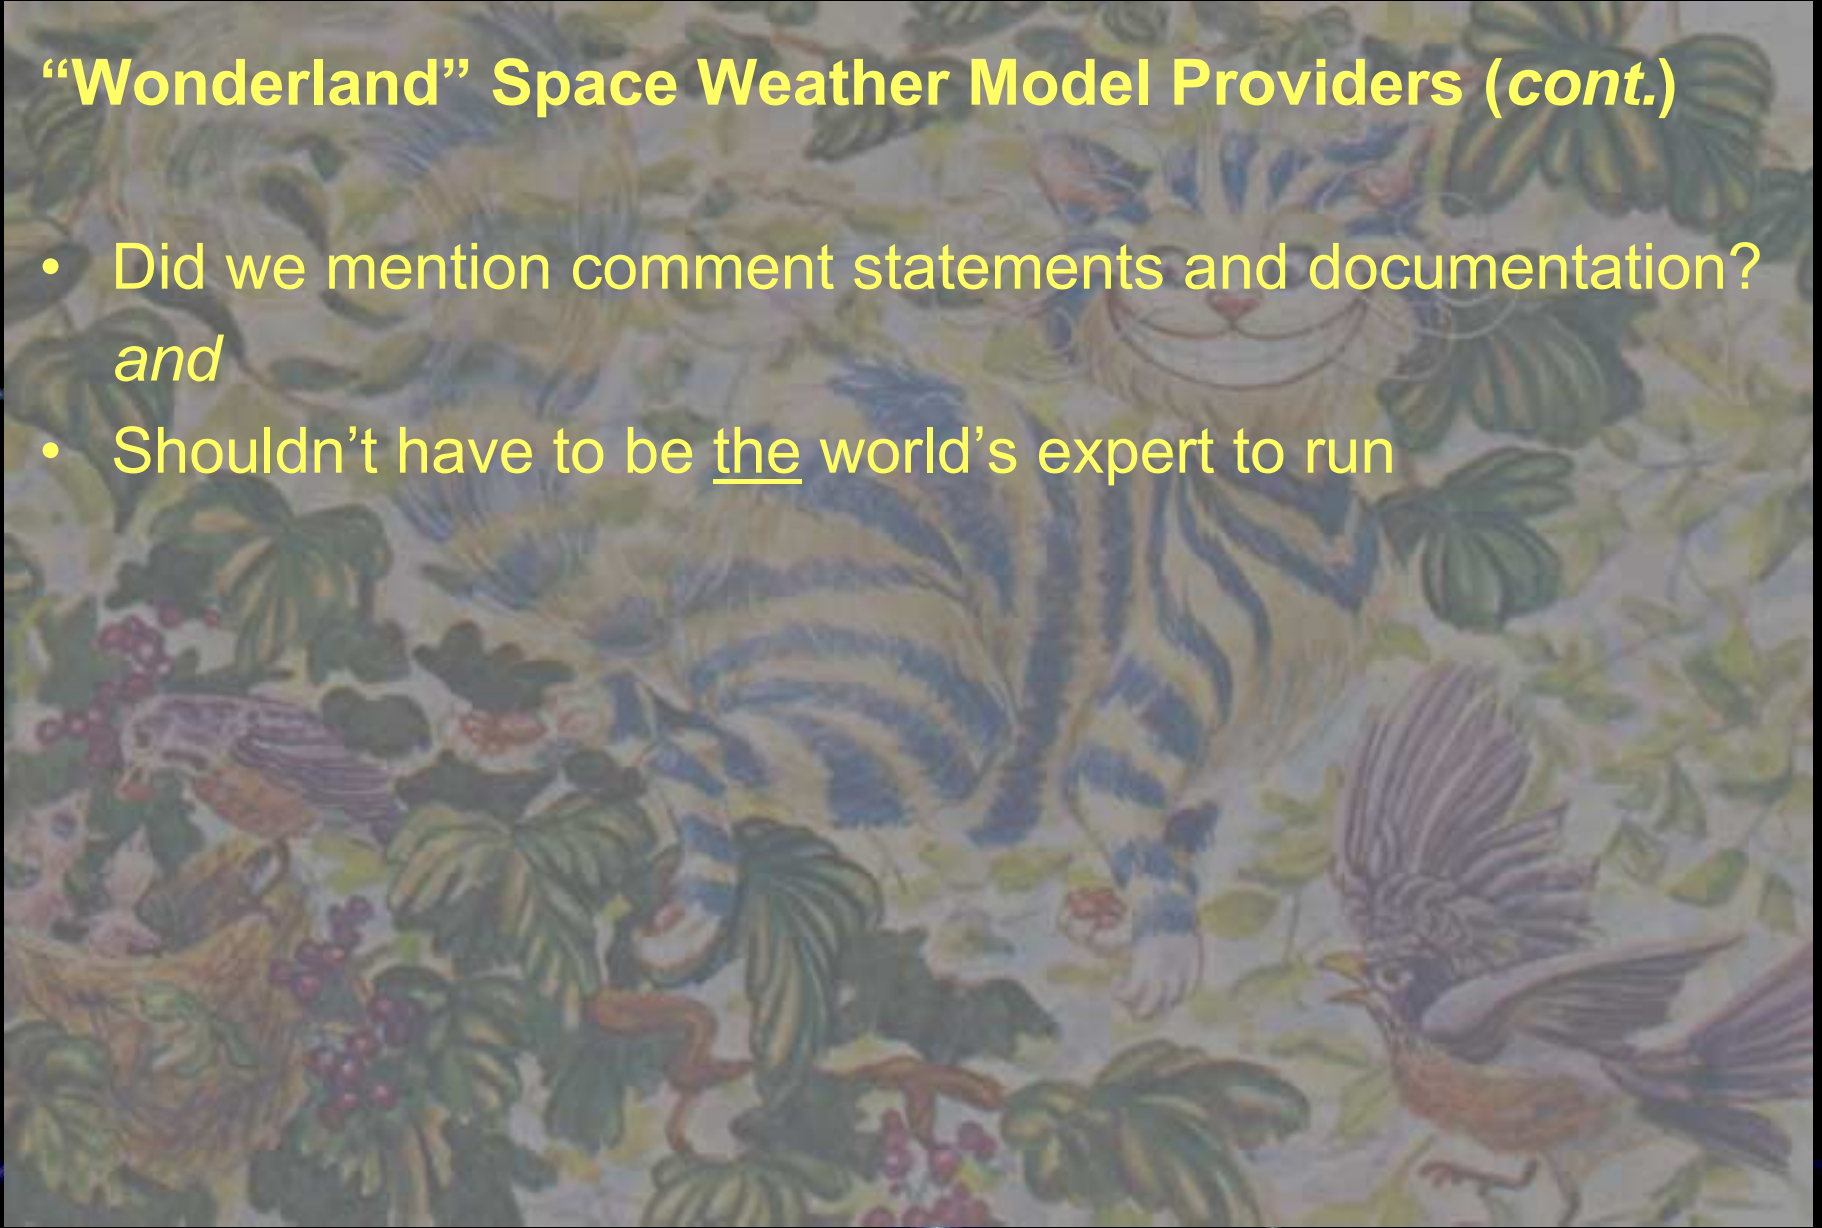 “Wonderland” Space Weather Model Providers (cont.)
• Did we mention comment statements and documentation?
and
• Shouldn’t have to be the world’s expert to run